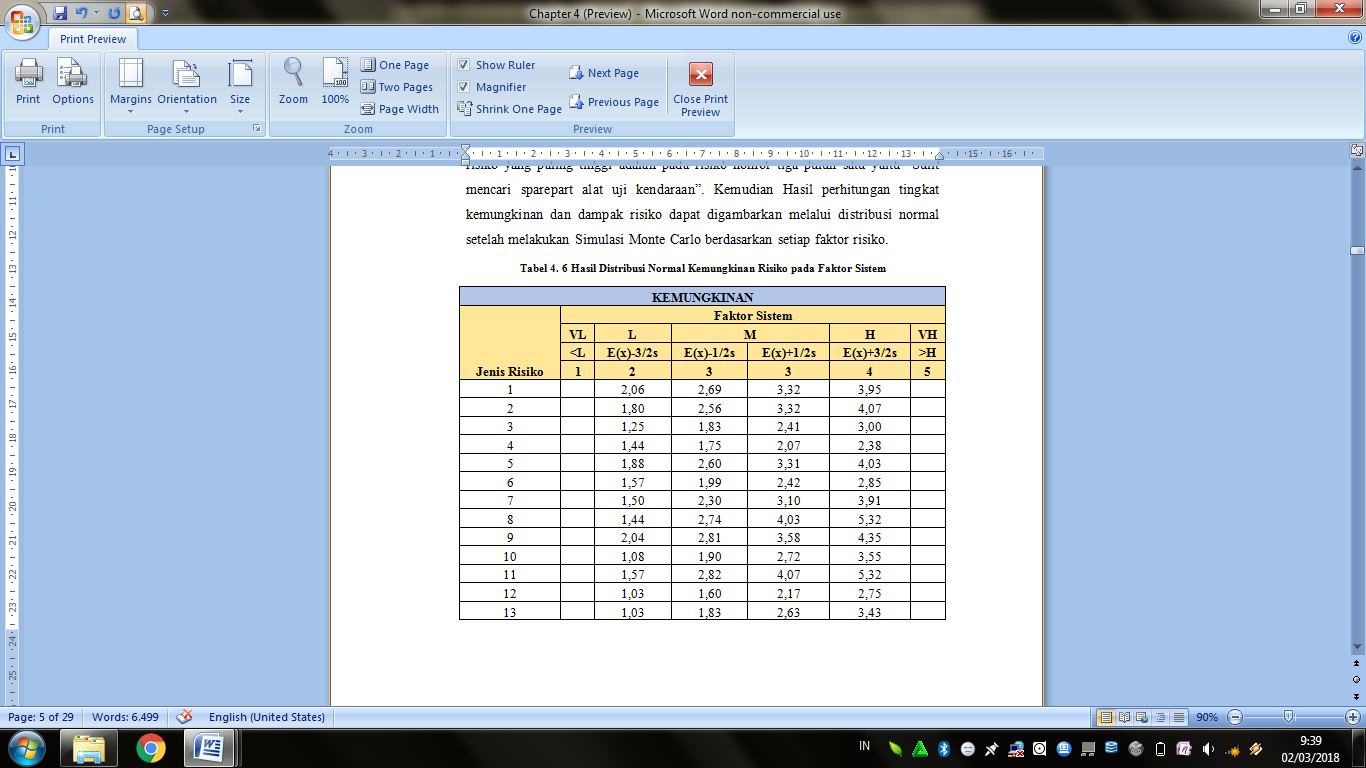 Chapter 4 (Preview) - Microsoft Word non-commercial use
Print Preview
Print Options
Margins Orientation Size
Zoom 100%
One Page
Two Pages
Page Width
Show Ruler
Magnifier
Shrink One Page
Next Page
Previous Page
Close Print Preview
Print Page Setup Zoom Preview
mencari sparepart alat uji kendaraan”. Kemudian Hasil perhitungan tingkat
kemungkinan dan dampak risiko dapat digambarkan melalui distribusi normal
setelah melakukan Simulasi Monte Carlo berdasarkan setiap faktor risiko.
Tabel 4. 6 Hasil Distribusi Normal Kemungkinan Risiko pada Faktor Sistem
KEMUNGKINAN
Faktor Sistem
VL L M H VH
<L E(x)-3/2s E(x)-1/2s E(x)+1/2s E(x)+3/2s >H
Jenis Risiko 1 2 3 3 4 5
1 2,06 2,69 3,32 3,95
2 1,80 2,56 3,32 4,07
3 1,25 1,83 2,41 3,00
4 1,44 1,75 2,07 2,38
5 1,88 2,60 3,31 4,03
6 1,57 1,99 2,42 2,85
7 1,50 2,30 3,10 3,91
8 1,44 2,74 4,03 5,32
9 2,04 2,81 3,58 4,35
10 1,08 1,90 2,72 3,55
11 1,57 2,82 4,07 5,32
12 1,03 1,60 2,17 2,75
13 1,03 1,83 2,63 3,43
Page: 5 of 29 Words: 6.499 English (United States) 90%
IN 9:39
02/03/2018